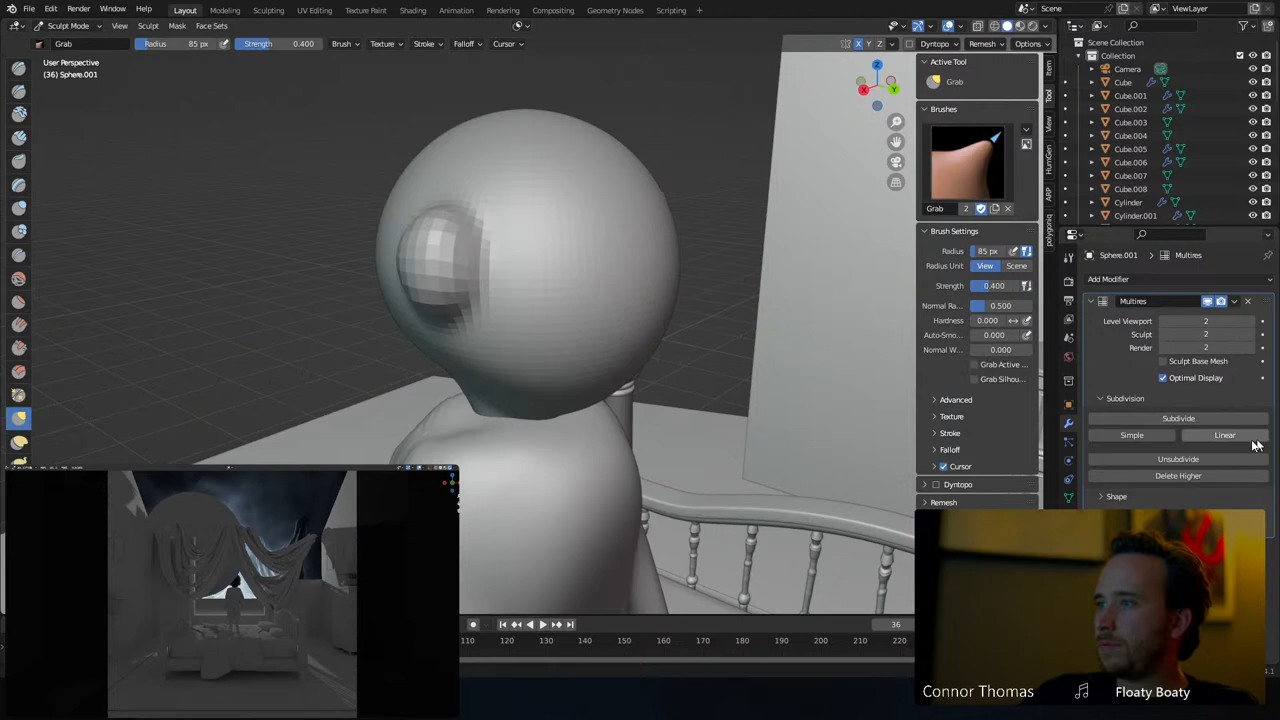 File Edit Render Window Help Layout Modeling Sculpting UV Editing Texture Paint Shading Animation Rendering Compositing Geometry Nodes Scripting Scene ViewLayer
Sculpt Mode View Sculpt Mask Face Sets
Grab Radius 85 px Strength 0.400 Brush Texture Stroke Falloff Cursor X Y Z Dyntopo Remesh Options
User Perspective
(36) Sphere.001
Z
X Y
Active Tool
Grab
Brushes
Grab 2
Brush Settings
Radius 85 px
Radius Unit View Scene
Strength 0.400
Normal Ra... 0.500
Hardness 0.000
Auto-Smo... 0.000
Normal W... 0.000
Grab Active ...
Grab Silhou...
Advanced
Texture
Stroke
Falloff
Cursor
Dyntopo
Remesh
Item
Tool
View
HumGen
ARP
polygoniq
Scene Collection
Collection
Camera
Cube
Cube.001
Cube.002
Cube.003
Cube.004
Cube.005
Cube.006
Cube.007
Cube.008
Cylinder
Cylinder.001
Sphere.001 Multires
Add Modifier
Multires
Level Viewport 2
Sculpt 2
Render 2
Sculpt Base Mesh
Optimal Display
Subdivision
Subdivide
Simple Linear
Unsubdivide
Delete Higher
Shape
36
110 120 130 140 150 160 170 180 190 200 210 220
Connor Thomas Floaty Boaty